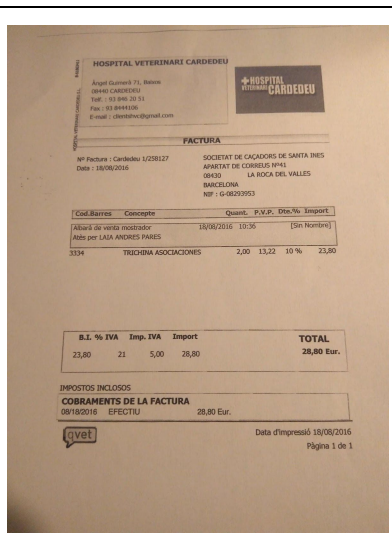 HOSPITAL VETERINARI CARDEDEU
Àngel Guimerà 71, Baixos
08440 CARDEDEU
Telf. : 93 846 20 51
Fax : 93 8444106
E-mail : clientshvc@gmail.com
HOSPITAL
VETERINARI CARDEDEU
FACTURA
Nº Factura : Cardedeu 1/258127
Data : 18/08/2016
SOCIETAT DE CAÇADORS DE SANTA INES
APARTAT DE CORREUS Nº41
08430 LA ROCA DEL VALLES
BARCELONA
NIF : G-08293953
Cod.Barres Concepte Quant. P.V.P. Dte.% Import
Albarà de venta mostrador 18/08/2016 10:36 [Sin Nombre]
Atès per LAIA ANDRES PARES
3334 TRICHINA ASOCIACIONES 2,00 13,22 10 % 23,80
B.I. % IVA Imp. IVA Import TOTAL
23,80 21 5,00 28,80 28,80 Eur.
IMPOSTOS INCLOSOS
COBRAMENTS DE LA FACTURA
08/18/2016 EFECTIU 28,80 Eur.
qvet
Data d'impressió 18/08/2016
Pàgina 1 de 1